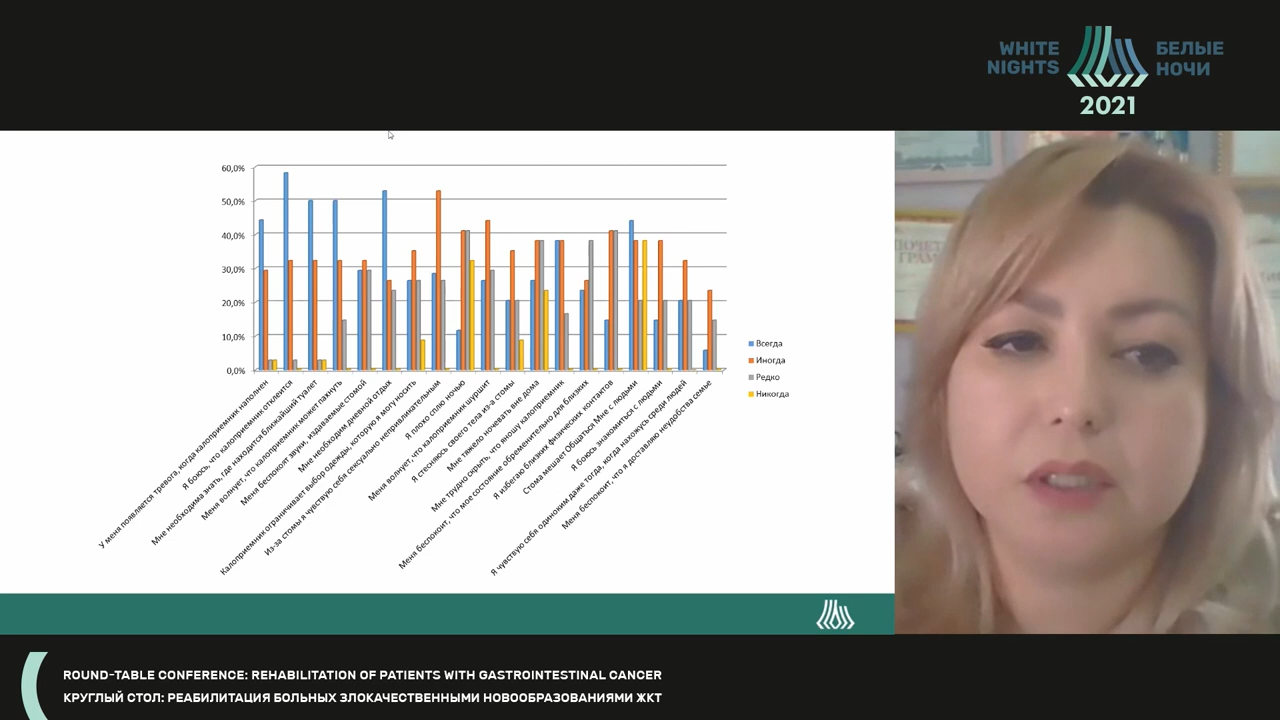 WHITE
NIGHTS
БЕЛЫЕ
НОЧИ
2021
60,0%
50,0%
40,0%
30,0%
20,0%
10,0%
0,0%
Всегда
Иногда
Редко
Никогда
У меня появляется тревога, когда калоприемник наполнен
Я боюсь, что калоприемник отклеится
Мне необходима знать, где находится ближайший туалет
Меня волнует, что калоприемник может пахнуть
Меня беспокоят звуки, издаваемые стомой
Мне необходим дневной отдых
Калоприемник ограничивает выбор одежды, которую я могу носить
Из-за стомы я чувствую себя сексуально непривлекательным
Я плохо сплю ночью
Меня волнует, что калоприемник шуршит
Я стесняюсь своего тела из-а стомы
Мне тяжело ночевать вне дома
Мне трудно скрыть, что вношу калоприемник
Меня беспокоит, что мое состояние обременительно для близких
Я избегаю близких физических контактов
Стома мешает Общаться Мне с людьми
Я боюсь знакомиться с людьми
Я чувствую себя одиноким даже тогда, когда нахожусь среди людей
Меня беспокоит, что я доставляю неудобства семье
ГРАМ
ROUND-TABLE CONFERENCE: REHABILITATION OF PATIENTS WITH GASTROINTESTINAL CANCER
КРУГЛЫЙ СТОЛ: РЕАБИЛИТАЦИЯ БОЛЬНЫХ ЗЛОКАЧЕСТВЕННЫМИ НОВООБРАЗОВАНИЯМИ ЖКТ